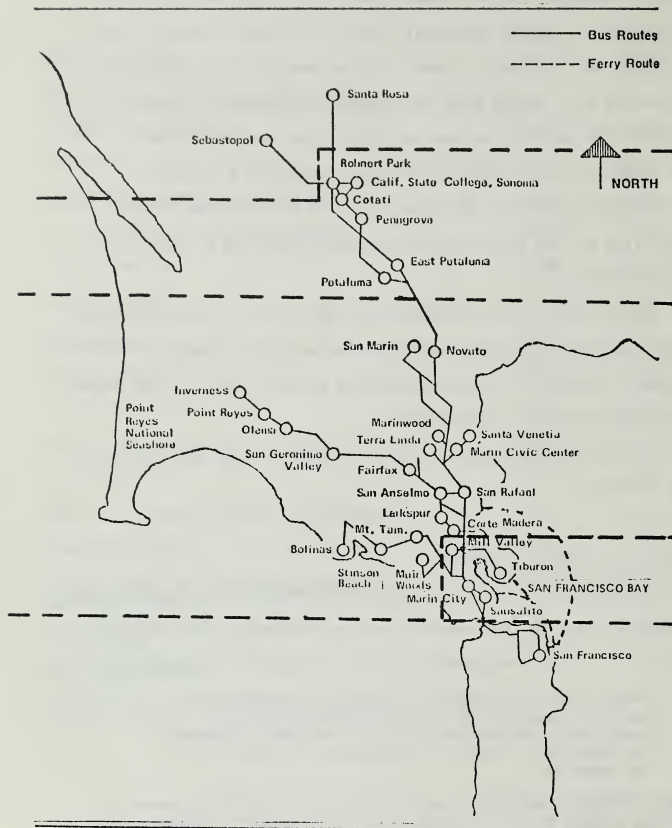 Bus Routes
Ferry Route
Santa Rosa
Sebastopol
Rohnert Park
NORTH
Calif. State College, Sonoma
Cotati
Penngrove
East Petaluma
Petaluma
San Marin
Novato
Inverness
Point Reyes
Olema
Point
Reyes
National
Seashore
San Geronimo
Valley
Marinwood
Terra Linda
Santa Venetia
Marin Civic Center
Fairfax
San Anselmo
San Rafael
Larkspur
Corte Madera
Mt. Tam.
Mill Valley
Bolinas
Stinson
Beach
Muir
Woods
Tiburon
SAN FRANCISCO BAY
Marin City
Sausalito
San Francisco